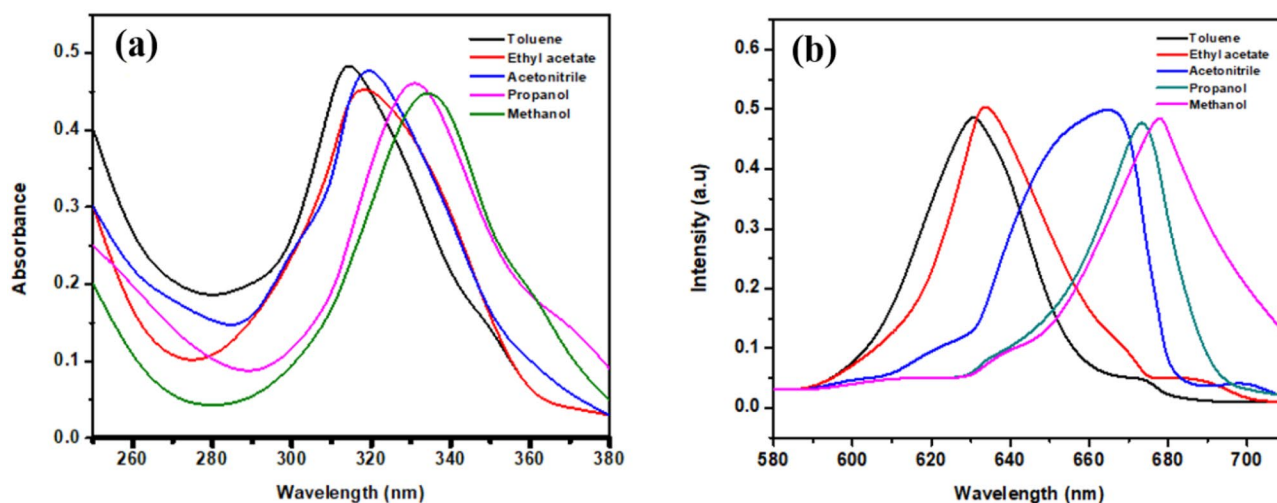 (a)
Toluene
Ethyl acetate
Acetonitrile
Propanol
Methanol
Absorbance
0.5
0.4
0.3
0.2
0.1
0.0
260 280 300 320 340 360 380
Wavelength (nm)
(b)
Toluene
Ethyl acetate
Acetonitrile
Propanol
Methanol
Intensity (a.u)
0.6
0.5
0.4
0.3
0.2
0.1
0.0
580 600 620 640 660 680 700
Wavelength (nm)